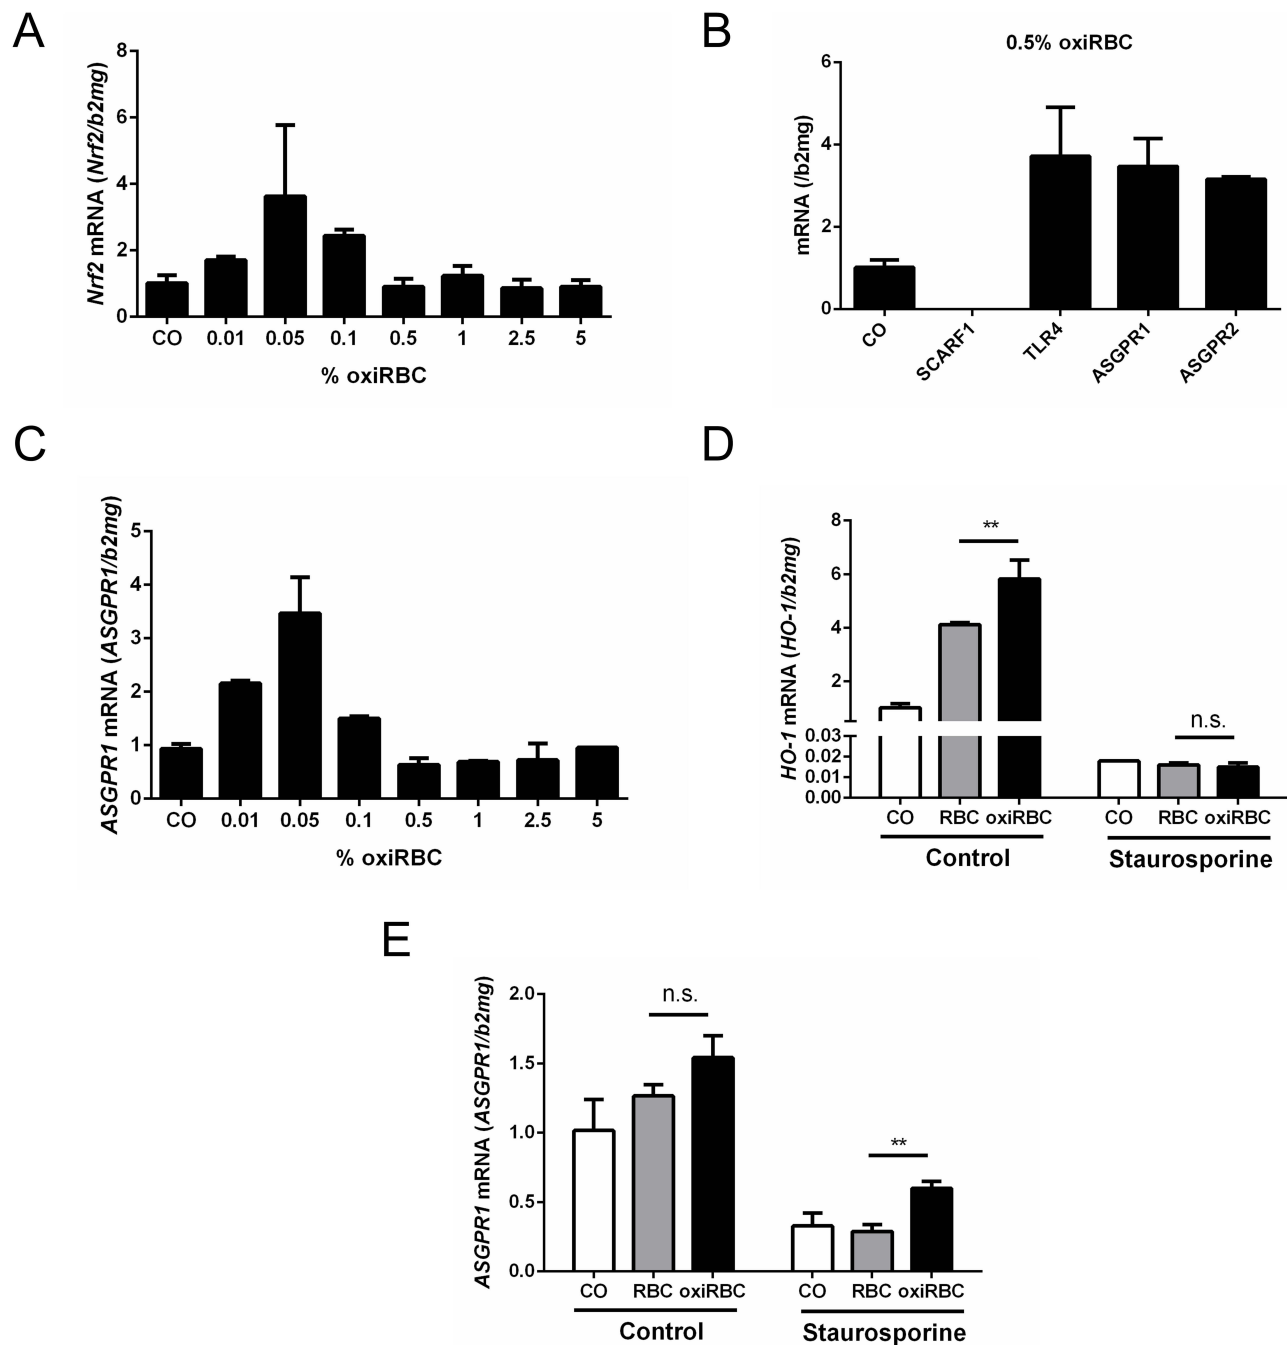 A
Nrf2 mRNA (Nrf2/b2mg)
8
6
4
2
0
CO 0.01 0.05 0.1 0.5 1 2.5 5
% oxiRBC
B
0.5% oxiRBC
mRNA (/b2mg)
6
4
2
0
CO SCARF1 TLR4 ASGPR1 ASGPR2
C
ASGPR1 mRNA (ASGPR1/b2mg)
5
4
3
2
1
0
CO 0.01 0.05 0.1 0.5 1 2.5 5
% oxiRBC
D
HO-1 mRNA (HO-1/b2mg)
8
6
4
2
0.03
0.02
0.01
0.00
**
n.s.
CO RBC oxiRBC CO RBC oxiRBC
Control Staurosporine
E
ASGPR1 mRNA (ASGPR1/b2mg)
2.0
1.5
1.0
0.5
0.0
n.s.
**
CO RBC oxiRBC CO RBC oxiRBC
Control Staurosporine